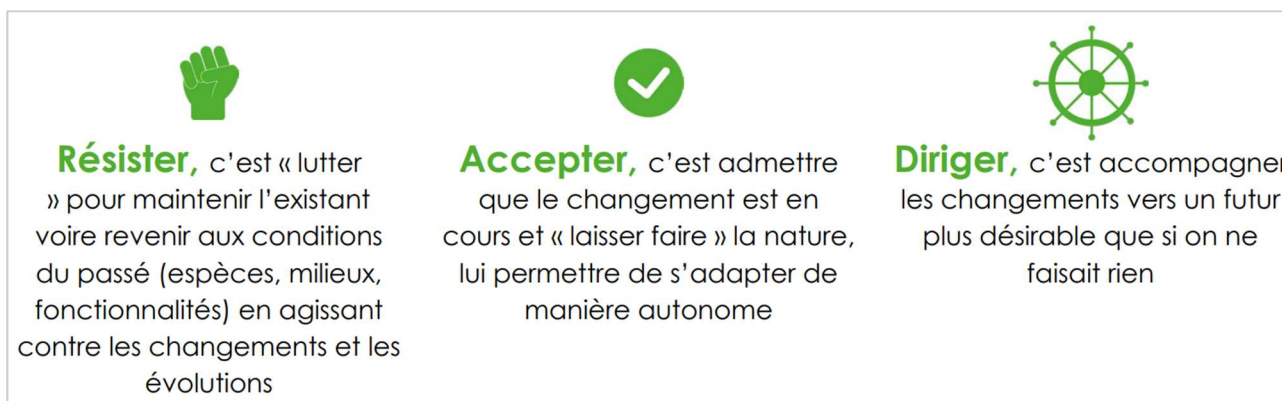 Résister, c'est « lutter
» pour maintenir l'existant
voire revenir aux conditions
du passé (espèces, milieux,
fonctionnalités) en agissant
contre les changements et les
évolutions
Accepter, c'est admettre
que le changement est en
cours et « laisser faire » la nature,
lui permettre de s'adapter de
manière autonome
Diriger, c'est accompagner
les changements vers un futur
plus désirable que si on ne
faisait rien